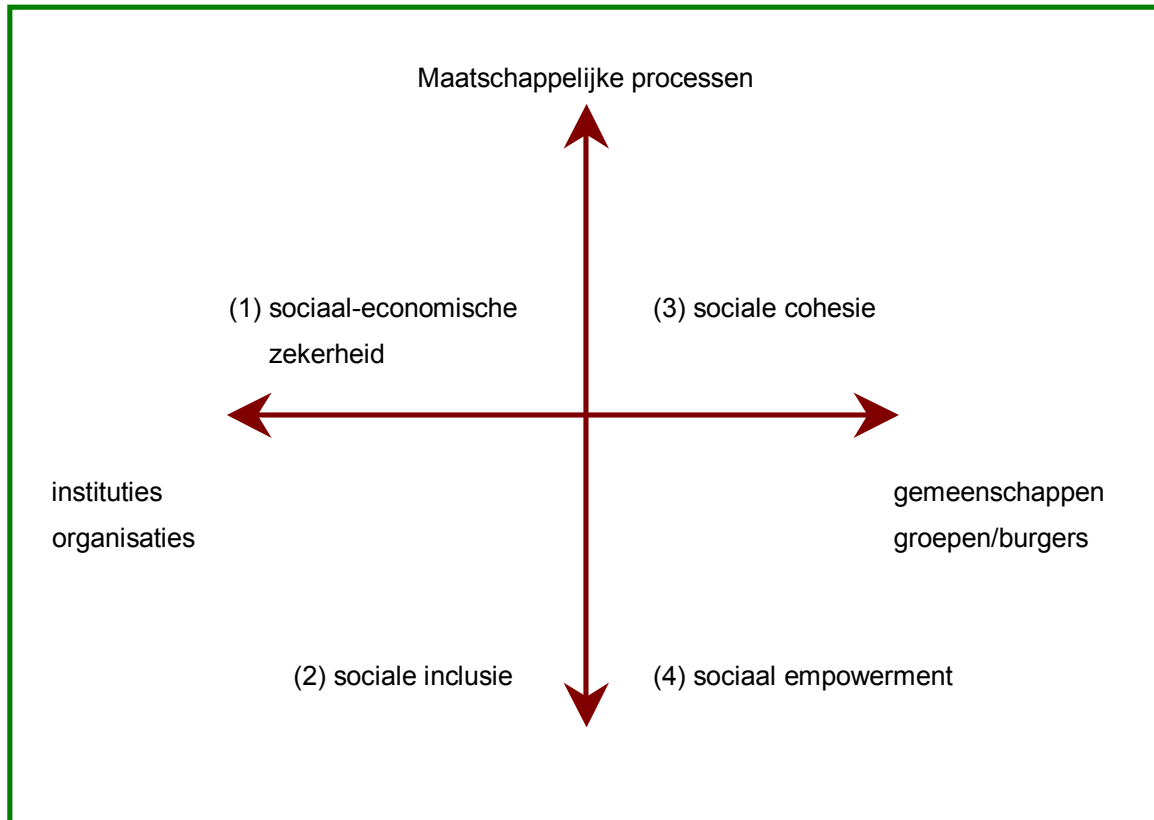 Maatschappelijke processen
(1) sociaal-economische
zekerheid
(3) sociale cohesie
instituties
organisaties
gemeenschappen
groepen/burgers
(2) sociale inclusie
(4) sociaal empowerment